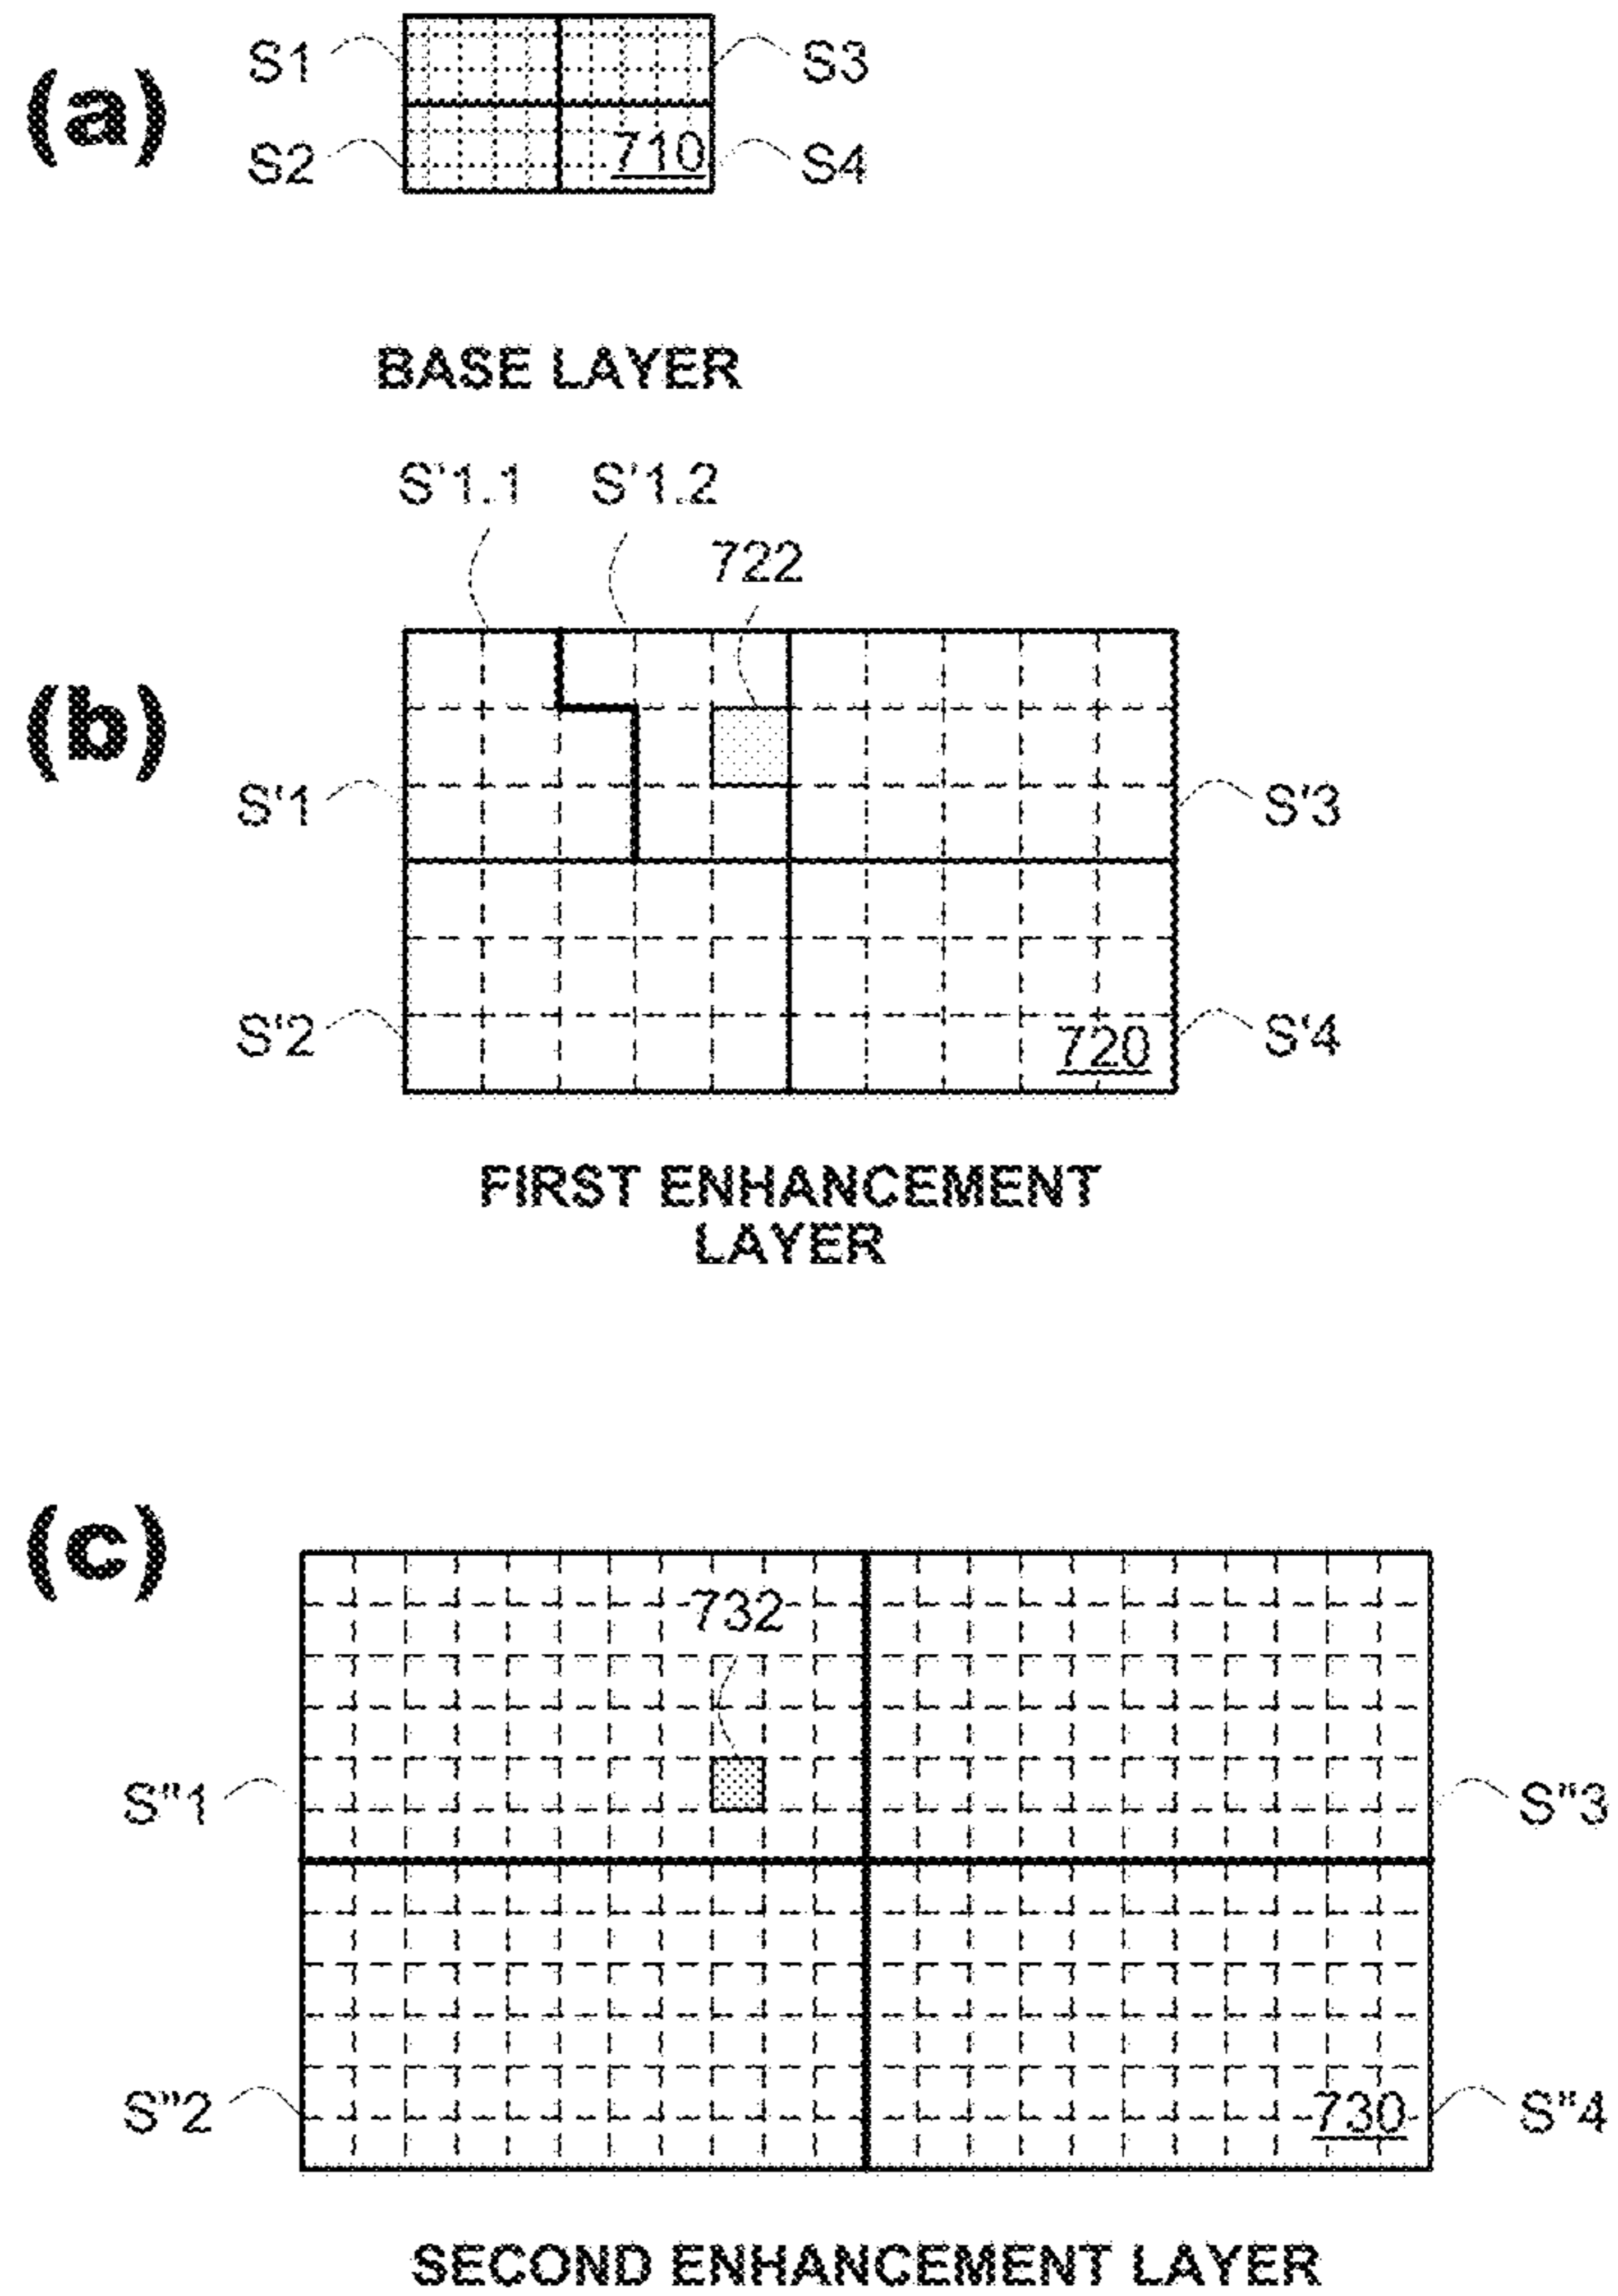 (a)
S1
S3
S2
710
S4
BASE LAYER
S'1.1
S'1.2
722
(b)
S'1
S'3
S'2
720
S'4
FIRST ENHANCEMENT
LAYER
(c)
732
S"1
S"3
S"2
730
S"4
SECOND ENHANCEMENT LAYER